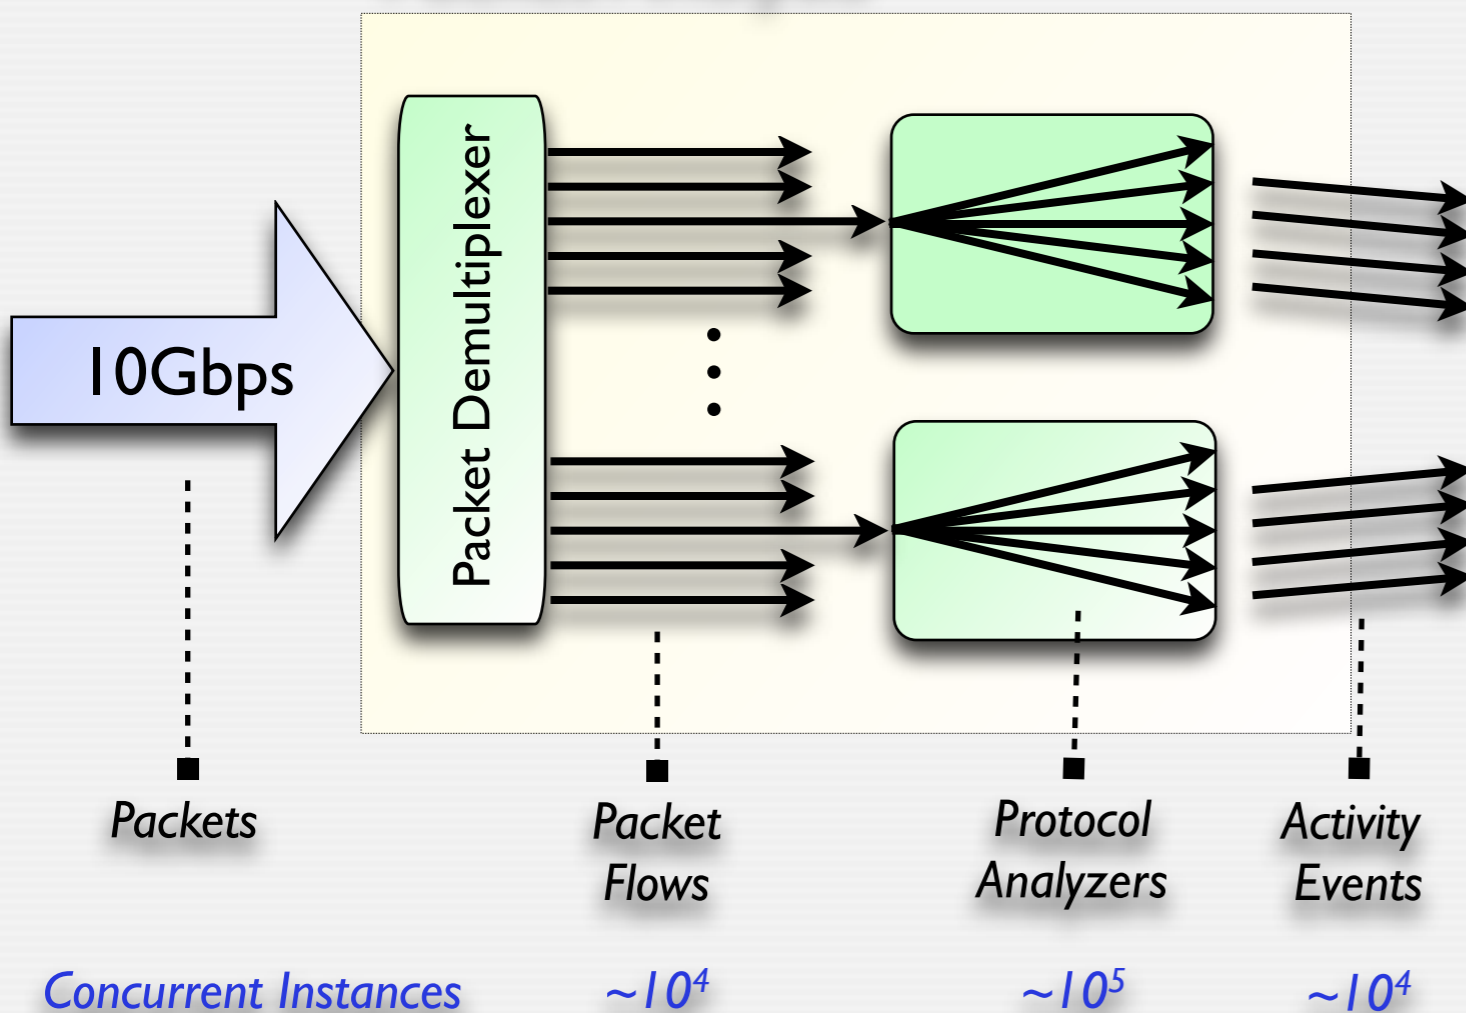 10Gbps
Packet Demultiplexer
Packets
Packet
Flows
Protocol
Analyzers
Activity
Events
Concurrent Instances ~10⁴ ~10⁵ ~10⁴